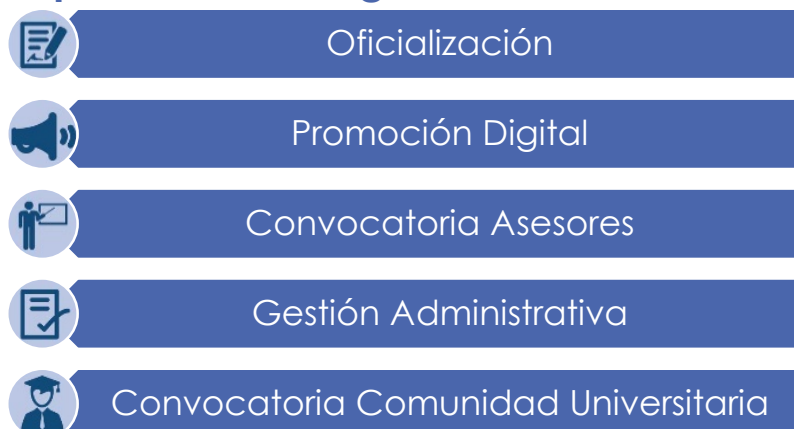 Oficialización
Promoción Digital
Convocatoria Asesores
Gestión Administrativa
Convocatoria Comunidad Universitaria